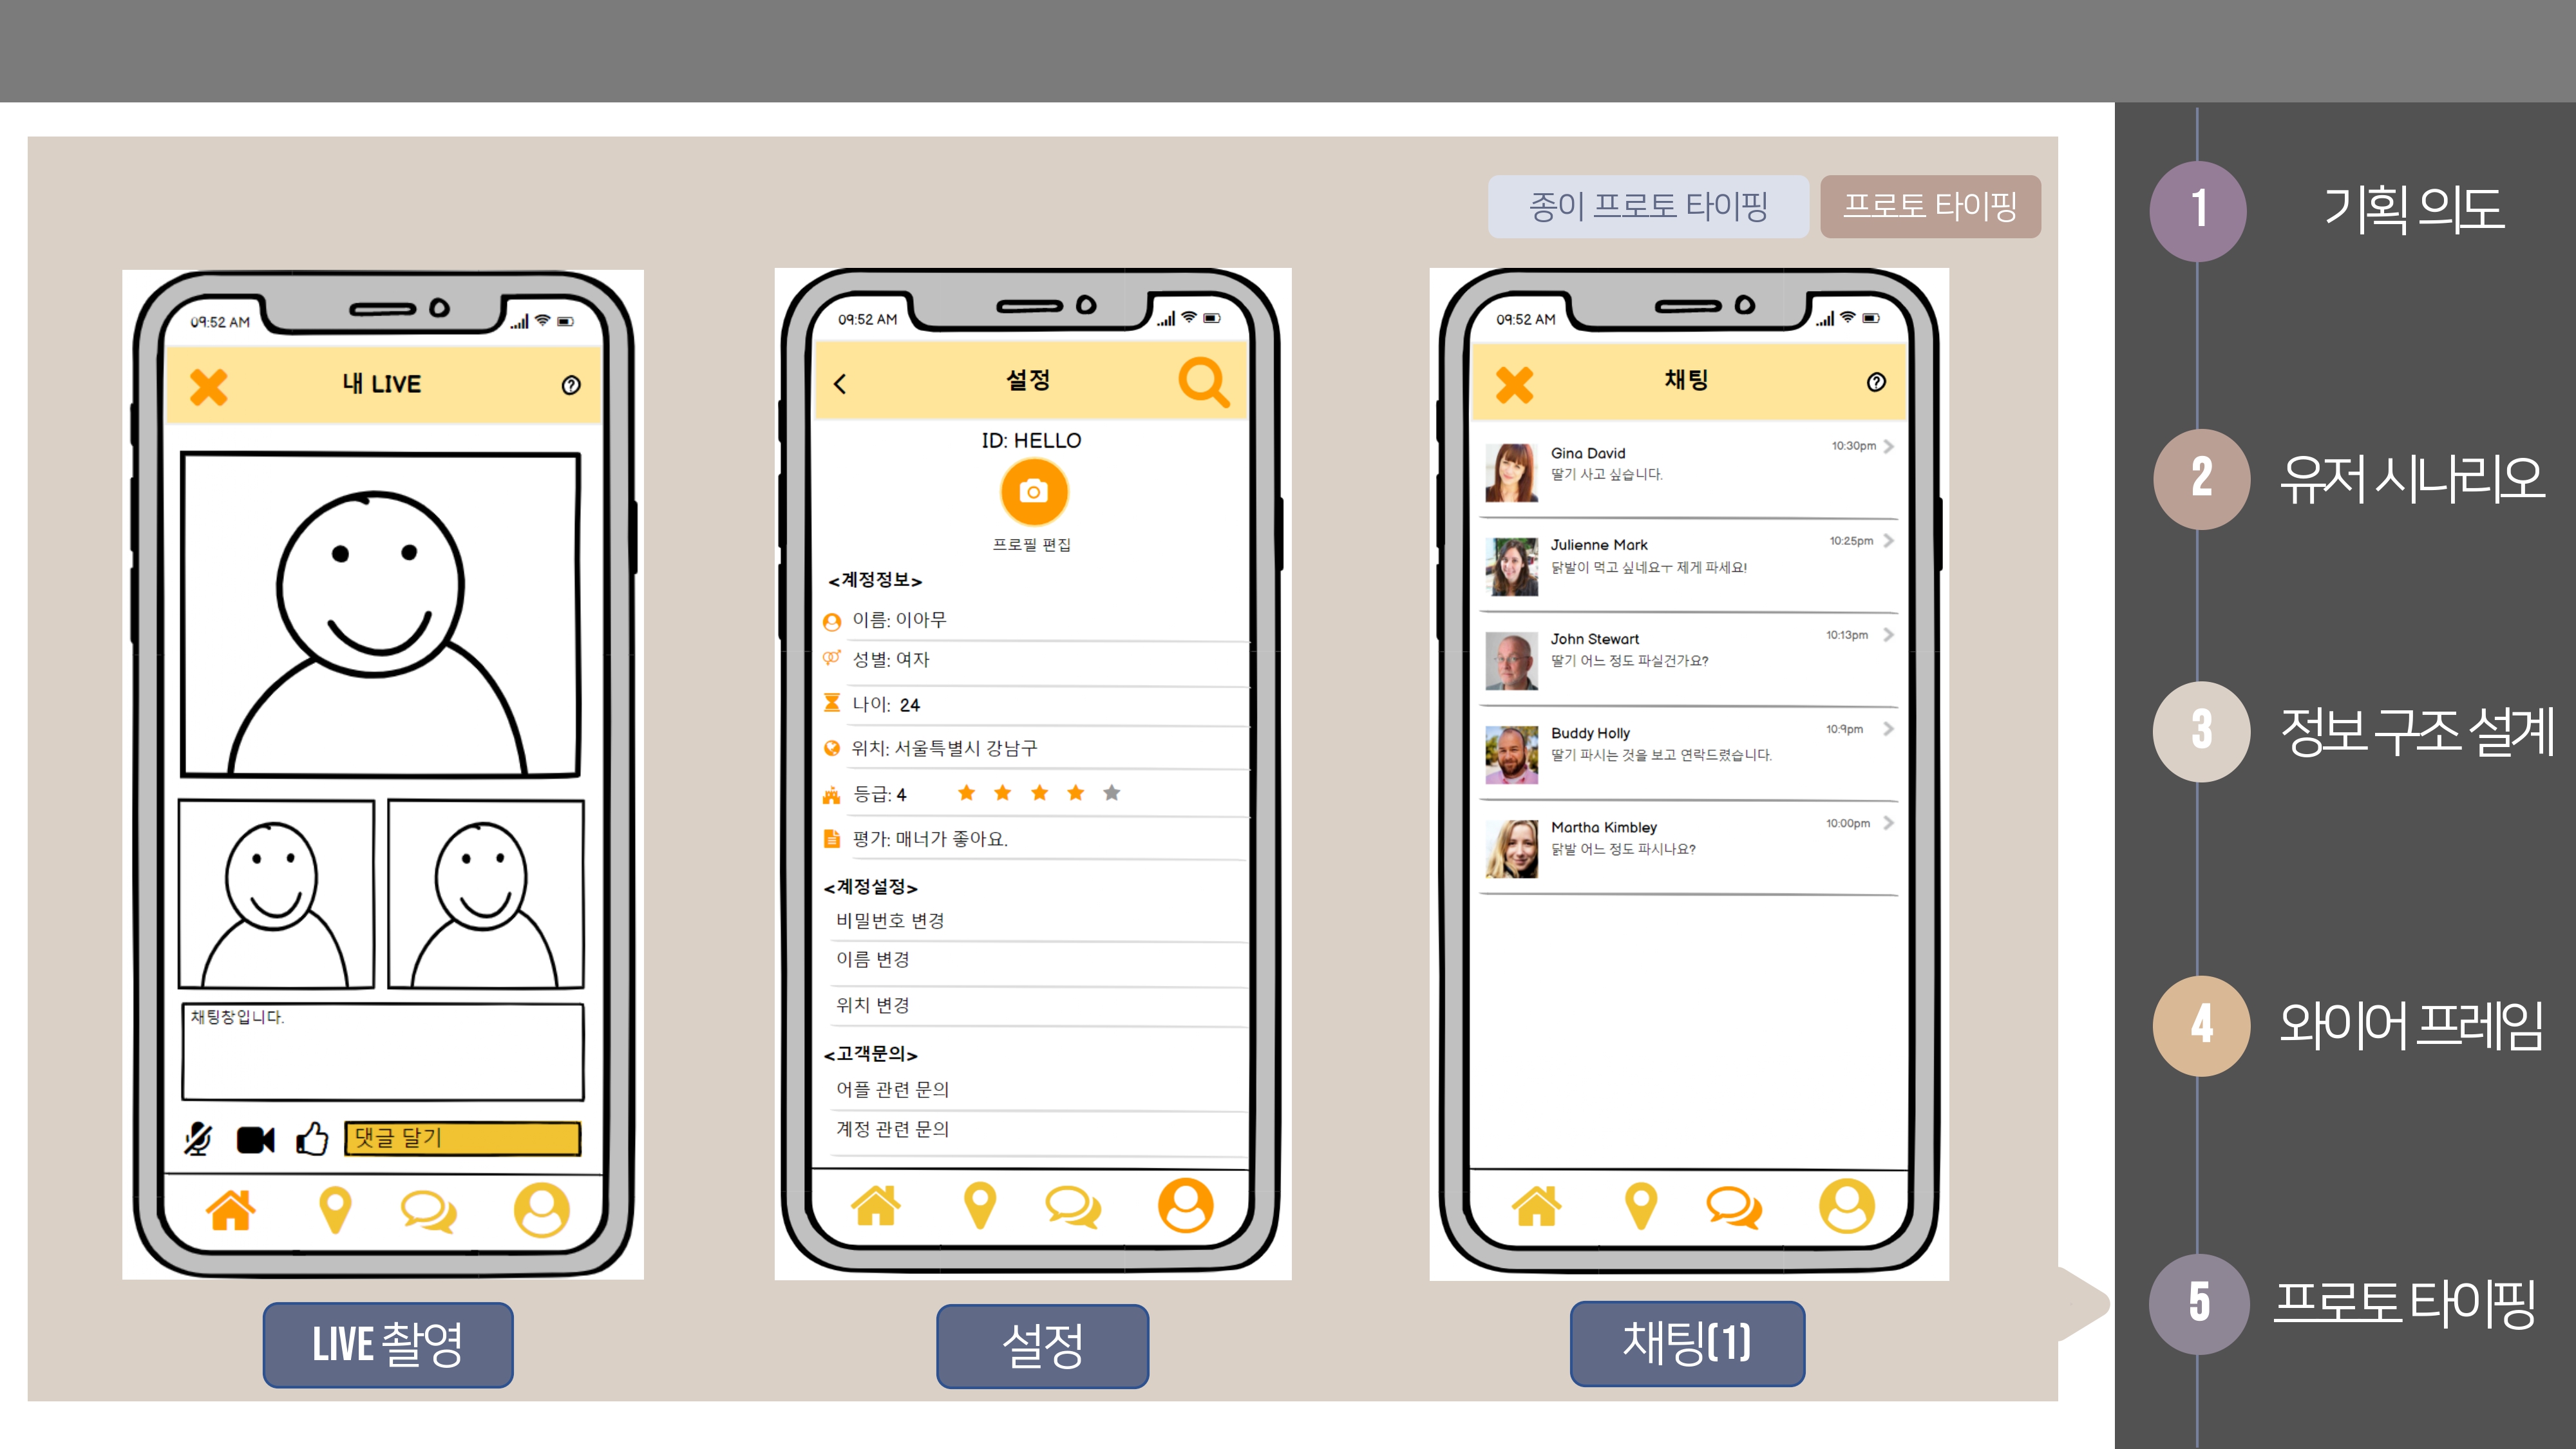 종이 프로토 타이핑
프로토 타이핑
09:52 AM
내 LIVE
?
채팅창입니다.
댓글 달기
LIVE 촬영
09:52 AM
설정
ID: HELLO
프로필 편집
<계정정보>
이름: 이아무
성별: 여자
나이: 24
위치: 서울특별시 강남구
등급: 4
평가: 매너가 좋아요.
<계정설정>
비밀번호 변경
이름 변경
위치 변경
<고객문의>
어플 관련 문의
계정 관련 문의
설정
09:52 AM
채팅
?
Gina David
10:30pm
딸기 사고 싶습니다.
Julienne Mark
10:25pm
닭발이 먹고 싶네요ㅜ 제게 파세요!
John Stewart
10:13pm
딸기 어느 정도 파실건가요?
Buddy Holly
10:9pm
딸기 파시는 것을 보고 연락드렸습니다.
Martha Kimbley
10:00pm
닭발 어느 정도 파시나요?
채팅(1)
1 기획 의도
2 유저 시나리오
3 정보 구조 설계
4 와이어 프레임
5 프로토 타이핑